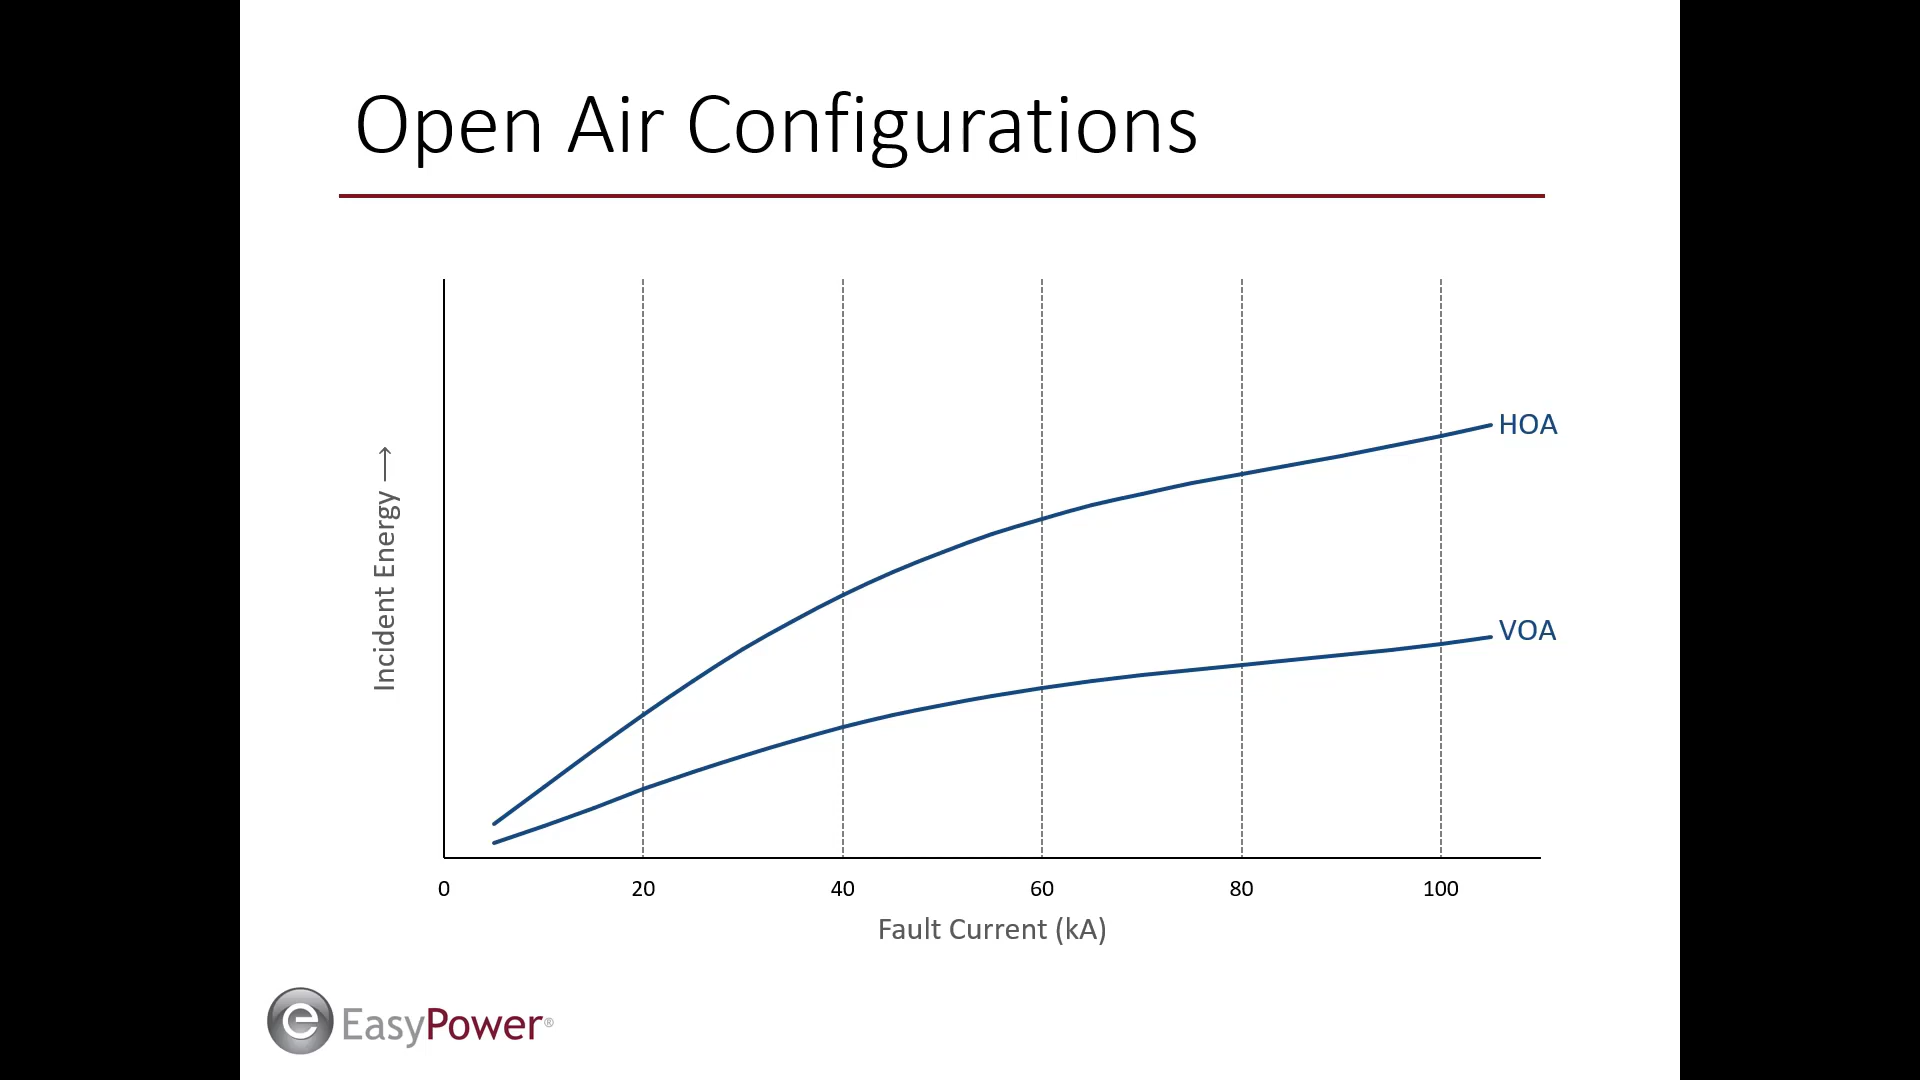 Open Air Configurations
Incident Energy →
HOA
VOA
0 20 40 60 80 100
Fault Current (kA)
e EasyPower®